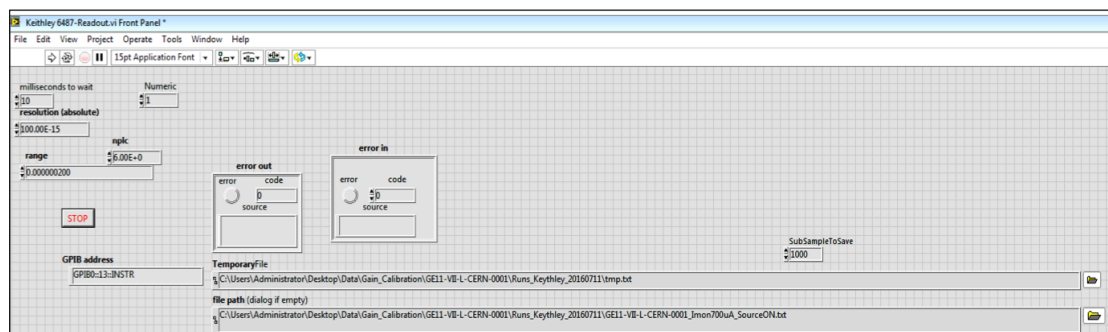 Keithley 6487-Readout.vi Front Panel *
File Edit View Project Operate Tools Window Help
15pt Application Font
milliseconds to wait
10
Numeric
1
resolution (absolute)
100.00E-15
nplc
6.00E+0
range
0.000000200
STOP
error out
error code
0
source
error in
error code
0
source
SubSampleToSave
1000
GPIB address
GPIB0::13::INSTR
TemporaryFile
C:\Users\Administrator\Desktop\Data\Gain_Calibration\GE11-VII-L-CERN-0001\Runs_Keythley_20160711\tmp.txt
file path (dialog if empty)
C:\Users\Administrator\Desktop\Data\Gain_Calibration\GE11-VII-L-CERN-0001\Runs_Keythley_20160711\GE11-VII-L-CERN-0001_Imon700uA_SourceON.txt